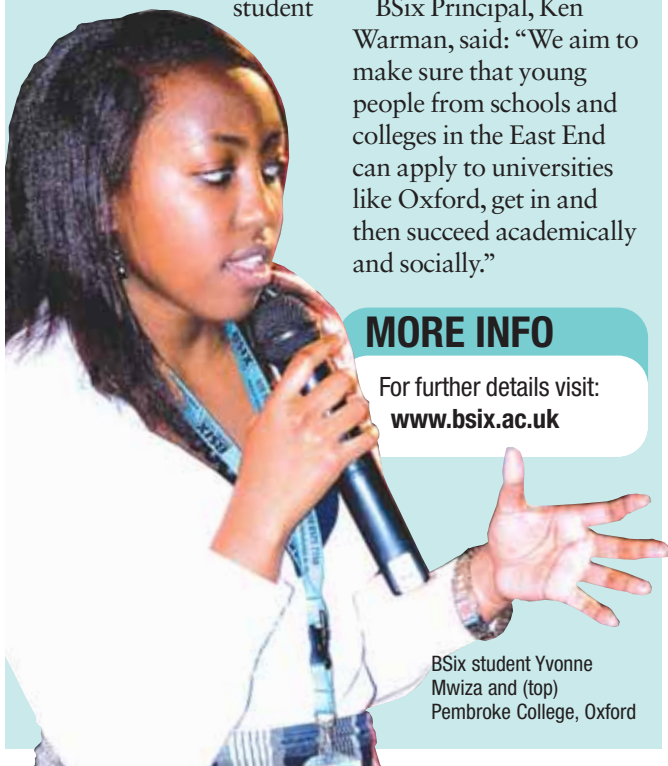 student
BSix Principal, Ken
Warman, said: “We aim to
make sure that young
people from schools and
colleges in the East End
can apply to universities
like Oxford, get in and
then succeed academically
and socially.”
MORE INFO
For further details visit:
www.bsix.ac.uk
BSIX
BSix student Yvonne
Mwiza and (top)
Pembroke College, Oxford